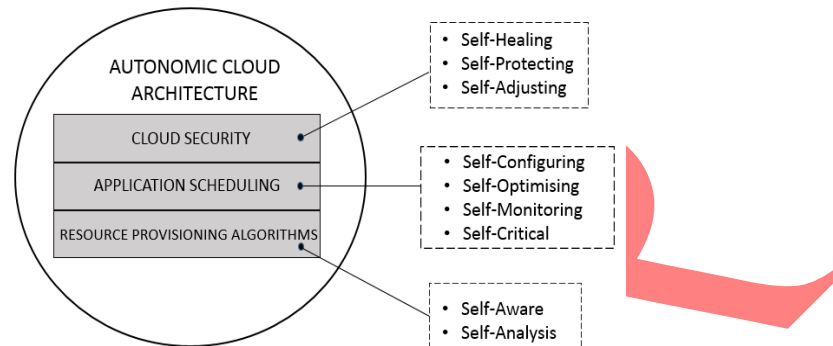 AUTONOMIC CLOUD
ARCHITECTURE
CLOUD SECURITY
APPLICATION SCHEDULING
RESOURCE PROVISIONING ALGORITHMS
• Self-Healing
• Self-Protecting
• Self-Adjusting
• Self-Configuring
• Self-Optimising
• Self-Monitoring
• Self-Critical
• Self-Aware
• Self-Analysis